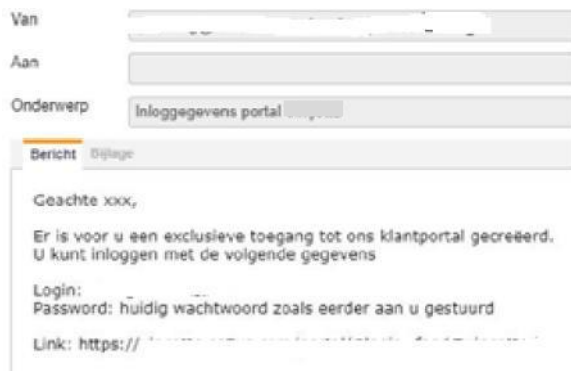 Van
Aan
Onderwerp Inloggegevens portal
Bericht Bijlage
Geachte xxx,
Er is voor u een exclusieve toegang tot ons klantportal gecreëerd.
U kunt inloggen met de volgende gegevens
Login:
Password: huidig wachtwoord zoals eerder aan u gestuurd
Link: https://